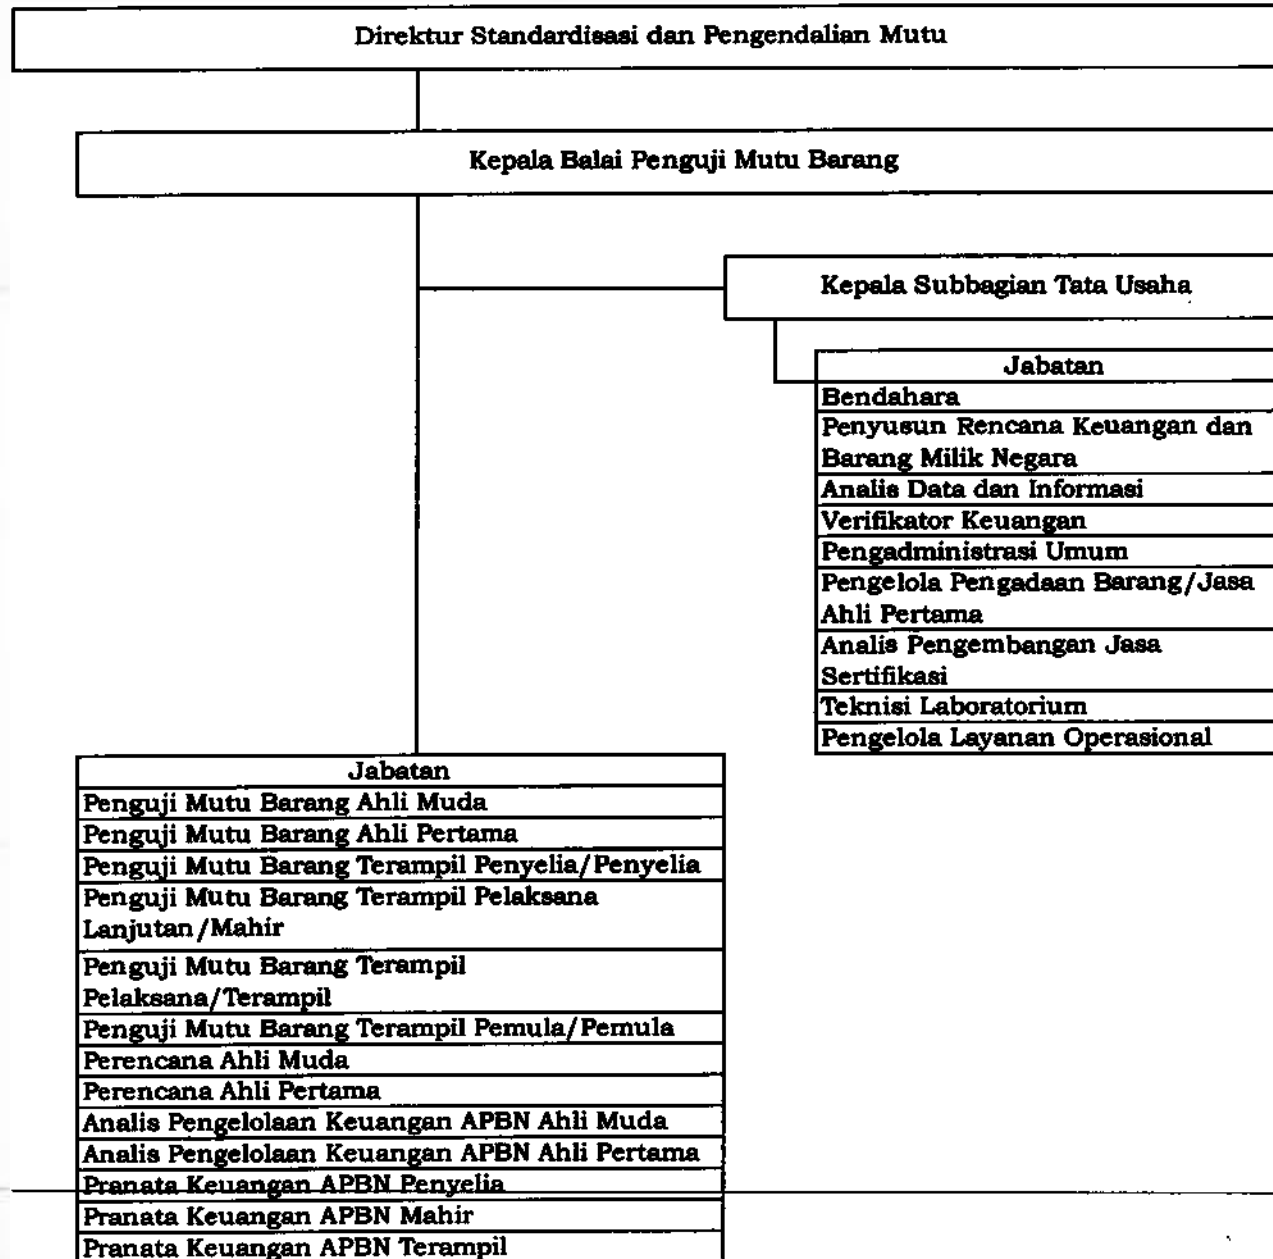 Direktur Standardisasi dan Pengendalian Mutu
Kepala Balai Penguji Mutu Barang
Kepala Subbagian Tata Usaha
Jabatan
Bendahara
Penyusun Rencana Keuangan dan
Barang Milik Negara
Analis Data dan Informasi
Verifikator Keuangan
Pengadministrasi Umum
Pengelola Pengadaan Barang/Jasa
Ahli Pertama
Analis Pengembangan Jasa
Sertifikasi
Teknisi Laboratorium
Pengelola Layanan Operasional
Jabatan
Penguji Mutu Barang Ahli Muda
Penguji Mutu Barang Ahli Pertama
Penguji Mutu Barang Terampil Penyelia/Penyelia
Penguji Mutu Barang Terampil Pelaksana
Lanjutan/Mahir
Penguji Mutu Barang Terampil
Pelaksana/Terampil
Penguji Mutu Barang Terampil Pemula/Pemula
Perencana Ahli Muda
Perencana Ahli Pertama
Analis Pengelolaan Keuangan APBN Ahli Muda
Analis Pengelolaan Keuangan APBN Ahli Pertama
Pranata Keuangan APBN Penyelia
Pranata Keuangan APBN Mahir
Pranata Keuangan APBN Terampil